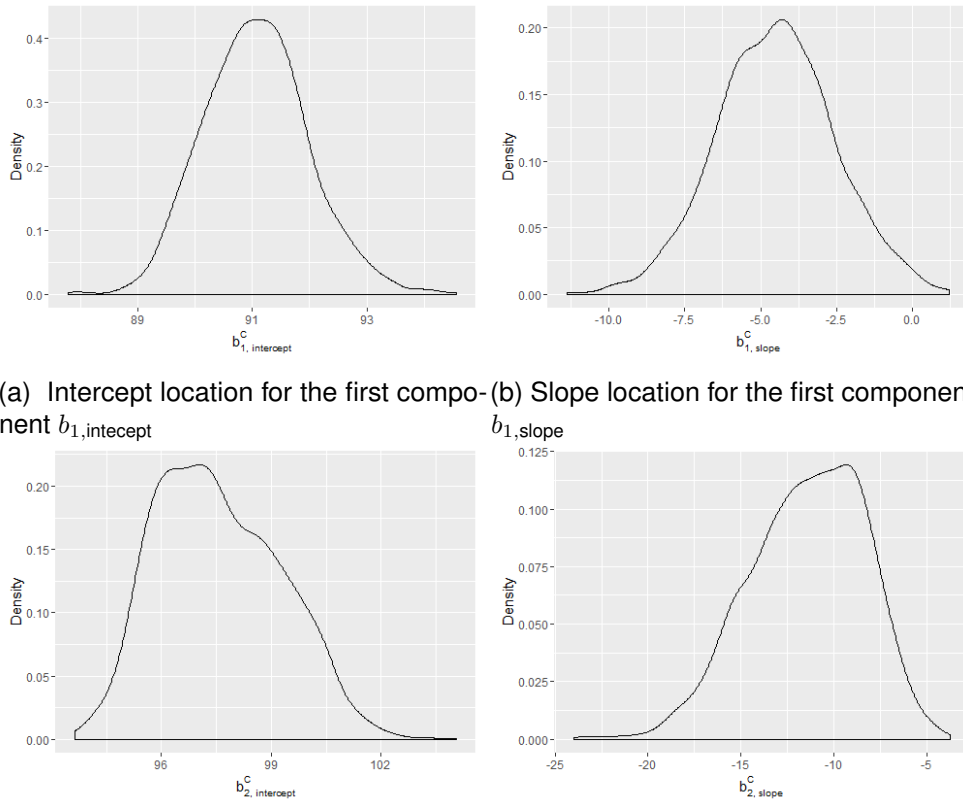 0.4
0.3
0.2
0.1
0.0
Density
89 91 93
b^C_{1, intercept}
0.20
0.15
0.10
0.05
0.00
Density
-10.0 -7.5 -5.0 -2.5 0.0
b^C_{1, slope}
(a) Intercept location for the first compo-
nent b_{1,intecept}
(b) Slope location for the first componen
b_{1,slope}
0.20
0.15
0.10
0.05
0.00
Density
96 99 102
b^C_{2, intercept}
0.125
0.100
0.075
0.050
0.025
0.000
Density
-25 -20 -15 -10 -5
b^C_{2, slope}